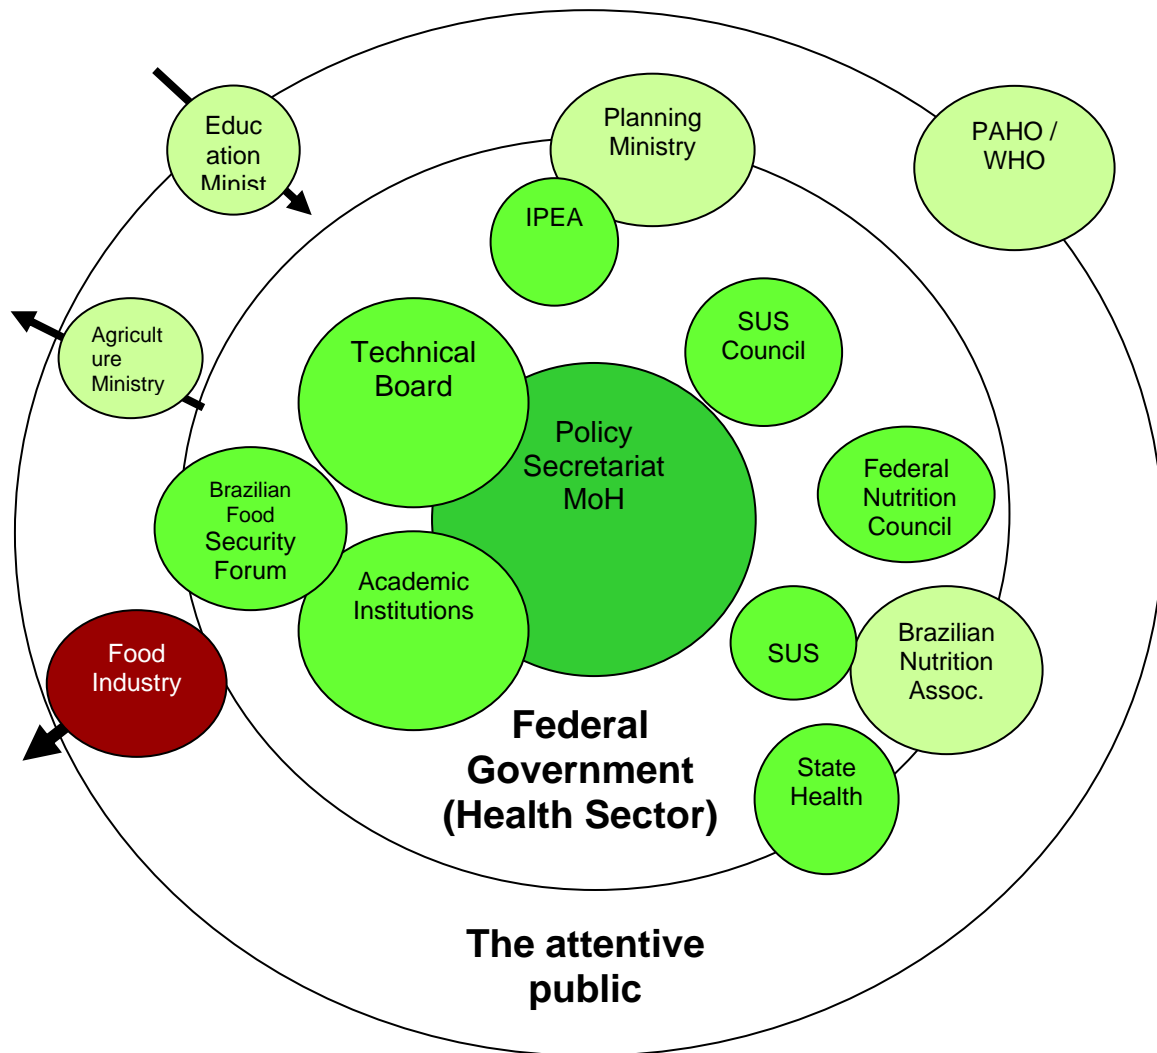 Educ
ation
Minist
Planning
Ministry
PAHO /
WHO
IPEA
Agricult
ure
Ministry
Technical
Board
SUS
Council
Policy
Secretariat
MoH
Federal
Nutrition
Council
Brazilian
Food
Security
Forum
Academic
Institutions
Food
Industry
SUS
Brazilian
Nutrition
Assoc.
State
Health
Federal
Government
(Health Sector)
The attentive
public